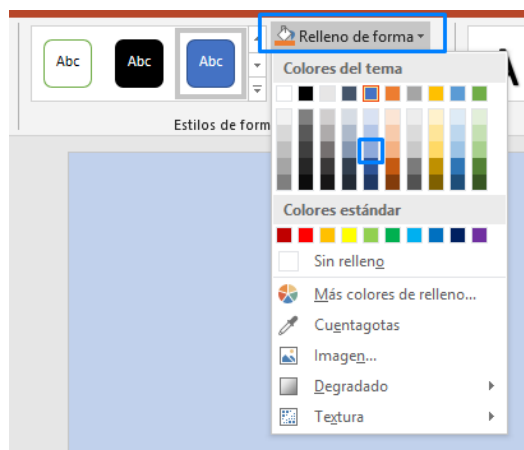 Relleno de forma
Abc
Abc
Abc
Estilos de form
Colores del tema
Colores estándar
Sin relleno
Más colores de relleno...
Cuentagotas
Imagen...
Degradado
Textura